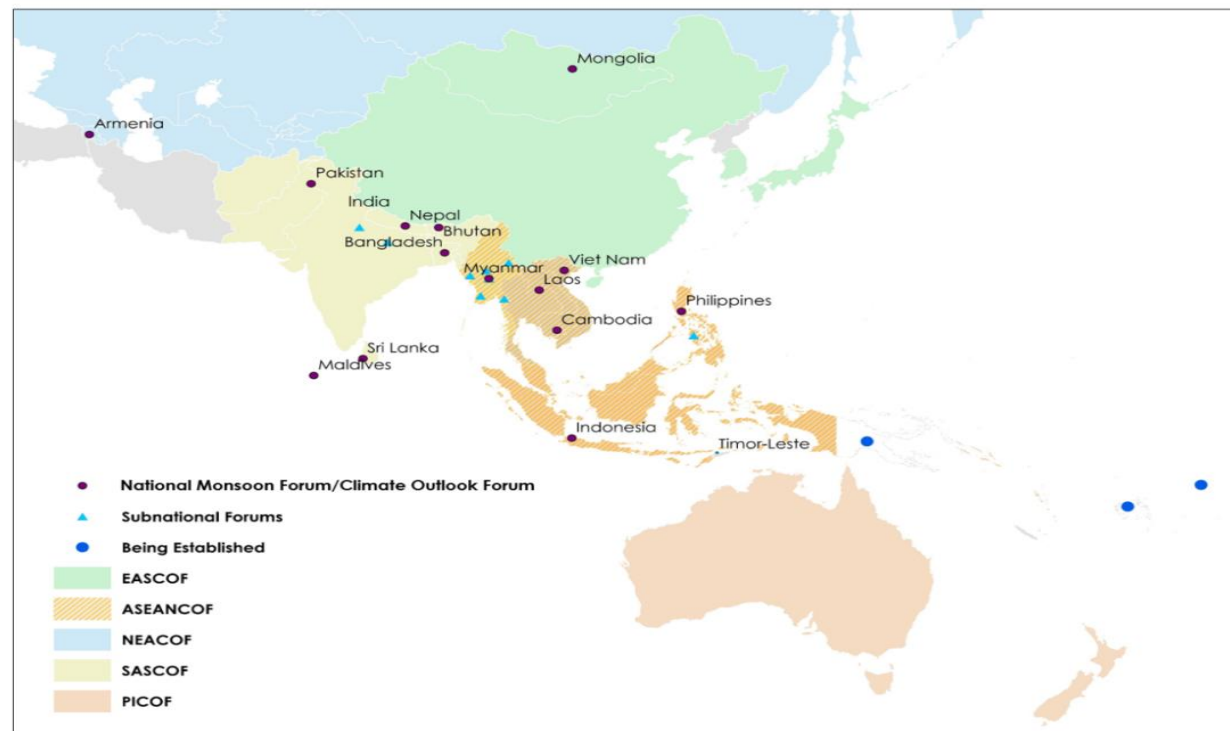 Mongolia
Armenia
Pakistan
India
Nepal
Bhutan
Bangladesh
Myanmar
Viet Nam
Laos
Philippines
Cambodia
Sri Lanka
Maldives
Indonesia
Timor-Leste
National Monsoon Forum/Climate Outlook Forum
Subnational Forums
Being Established
EASCOF
ASEANCOF
NEACOF
SASCOF
PICOF